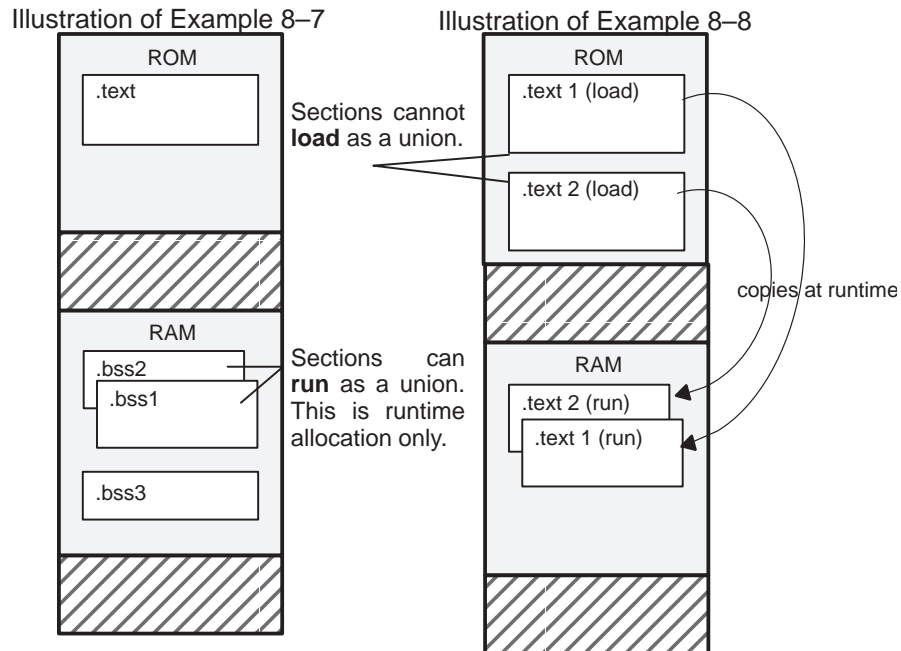 Illustration of Example 8–7
ROM
.text
RAM
.bss2
.bss1
.bss3
Sections cannot
load as a union.
Sections can
run as a union.
This is runtime
allocation only.
Illustration of Example 8–8
ROM
.text 1 (load)
.text 2 (load)
copies at runtime
RAM
.text 2 (run)
.text 1 (run)